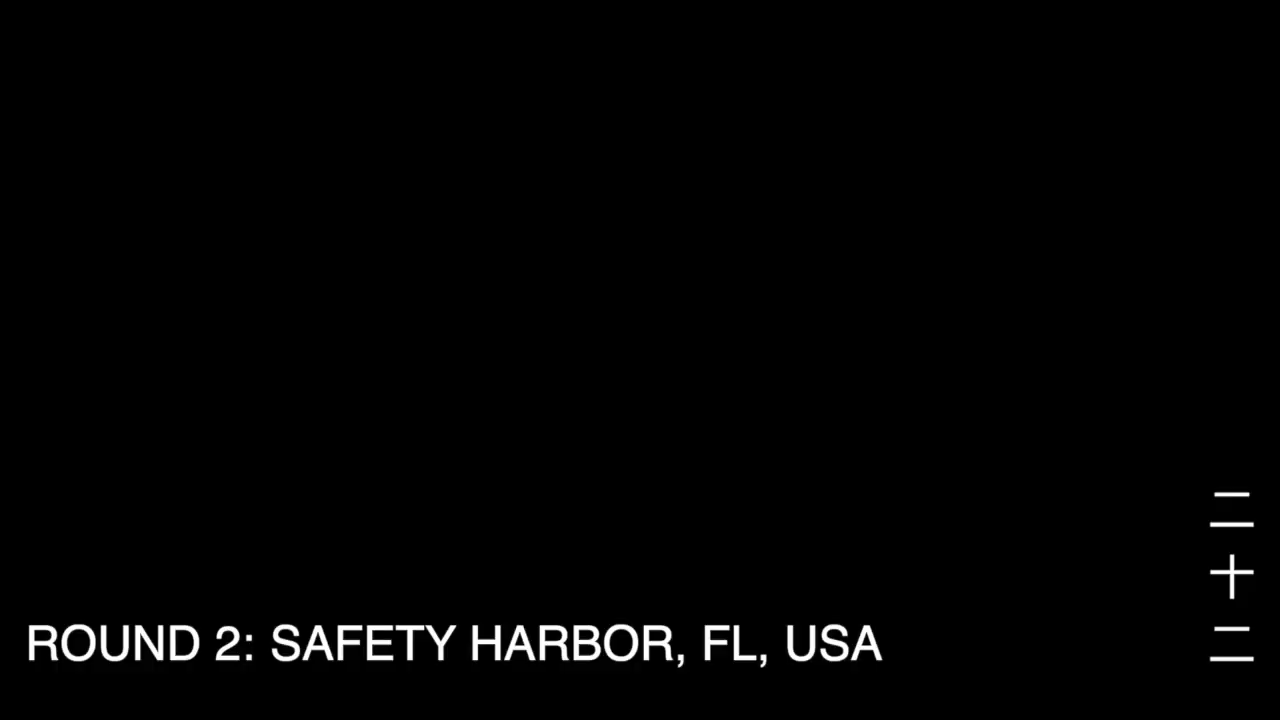 ROUND 2: SAFETY HARBOR, FL, USA
二
十
二